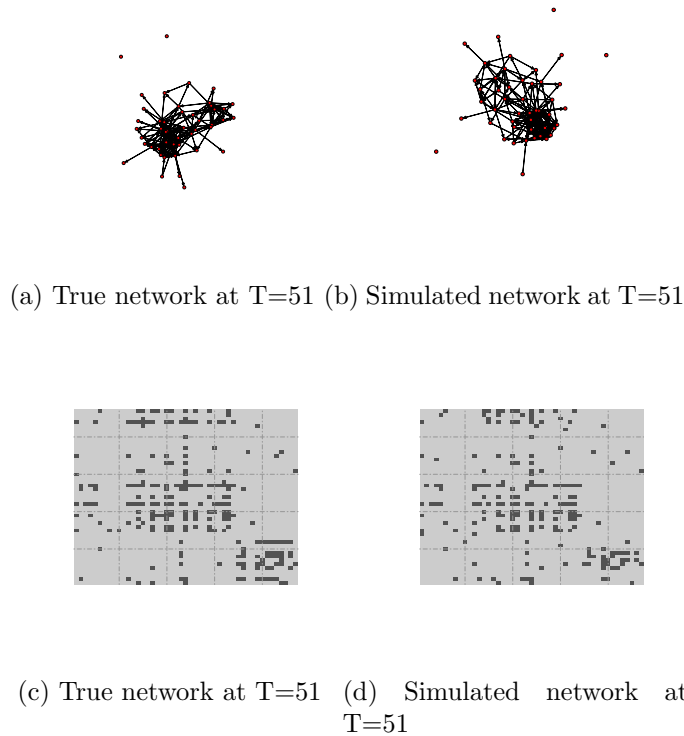 (a) True network at T=51 (b) Simulated network at T=51
(c) True network at T=51 (d) Simulated network at
T=51